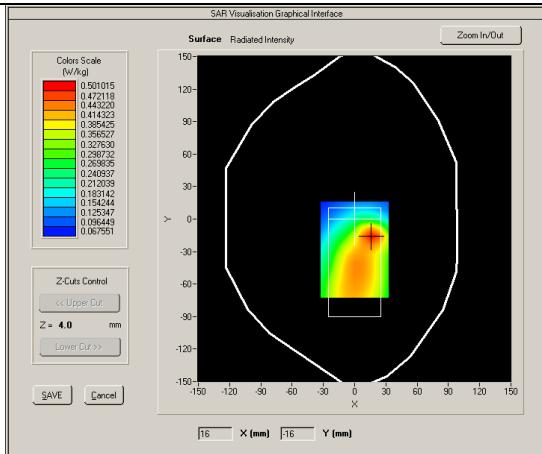 SAR Visualisation Graphical Interface
Surface Radiated Intensity
Zoom In/Out
Colors Scale
(W/kg)
0.501015
0.472118
0.443220
0.414323
0.385425
0.356527
0.327630
0.298732
0.269835
0.240937
0.212039
0.183142
0.154244
0.125347
0.096449
0.067551
Z-Cuts Control
<< Upper Cut
Z = 4.0 mm
Lower Cut >>
SAVE Cancel
150
120
90
60
30
0
-30
-60
-90
-120
-150
Y
-150 -120 -90 -60 -30 0 30 60 90 120 150
X
16 X (mm) -16 Y (mm)